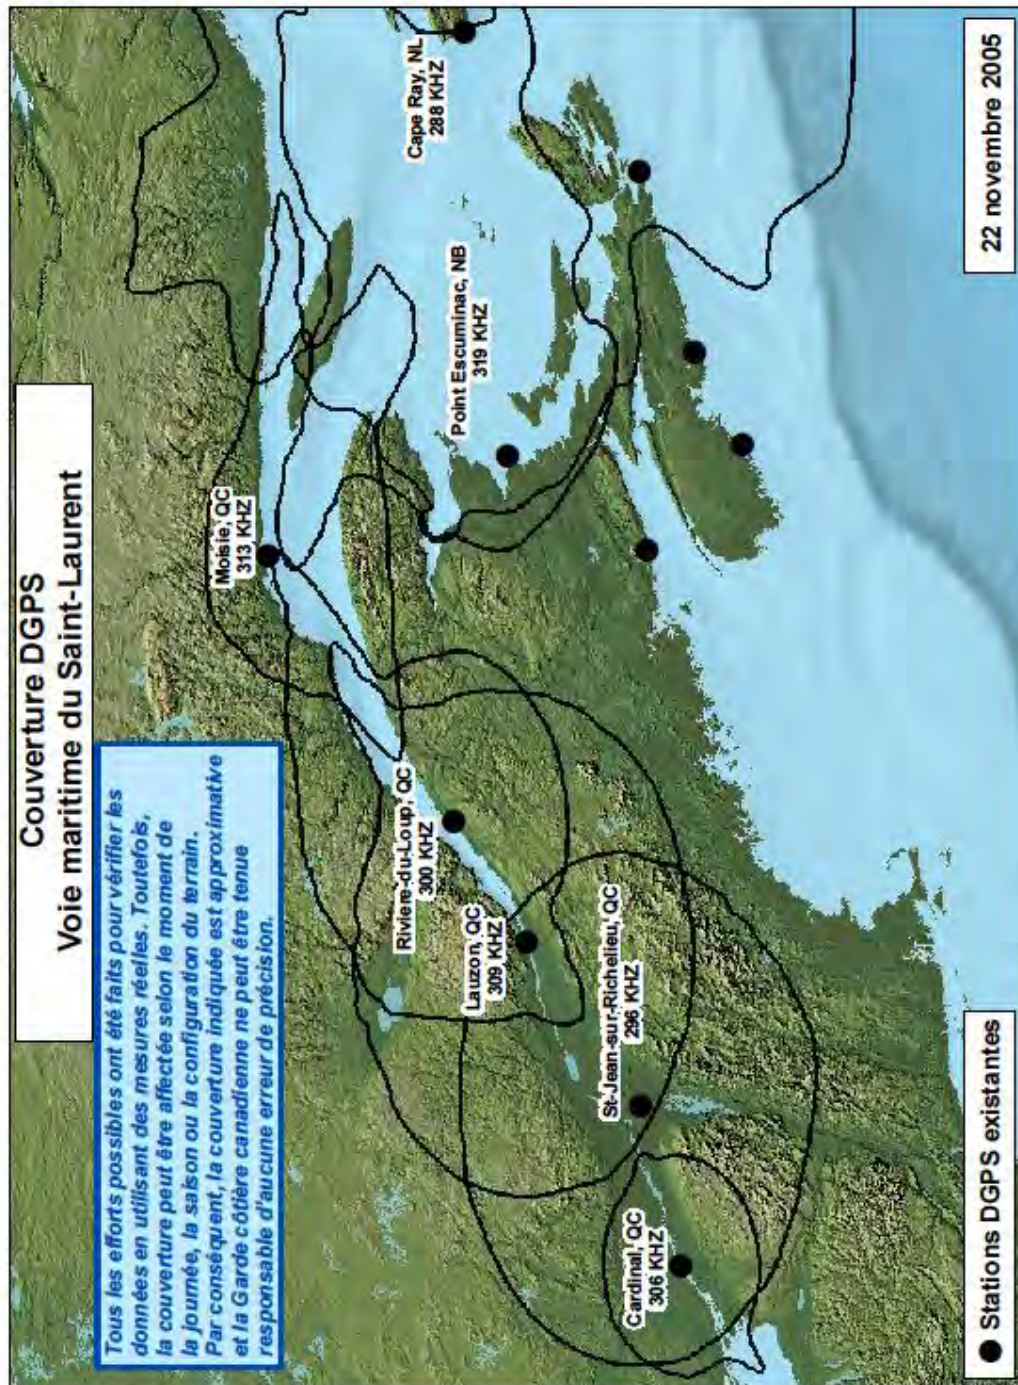 Couverture DGPS
Voie maritime du Saint-Laurent
Tous les efforts possibles ont été faits pour vérifier les
données en utilisant des mesures réelles. Toutefois,
la couverture peut être affectée selon le moment de
la journée, la saison ou la configuration du terrain.
Par conséquent, la couverture indiquée est approximative
et la Garde côtière canadienne ne peut être tenue
responsable d'aucune erreur de précision.
Moisie, QC
313 KHZ
Cape Ray, NL
288 KHZ
Point Escuminac, NB
319 KHZ
Riviere-du-Loup, QC
300 KHZ
Lauzon, QC
309 KHZ
St-Jean-sur-Richelieu, QC
296 KHZ
Cardinal, QC
306 KHZ
Stations DGPS existantes
22 novembre 2005